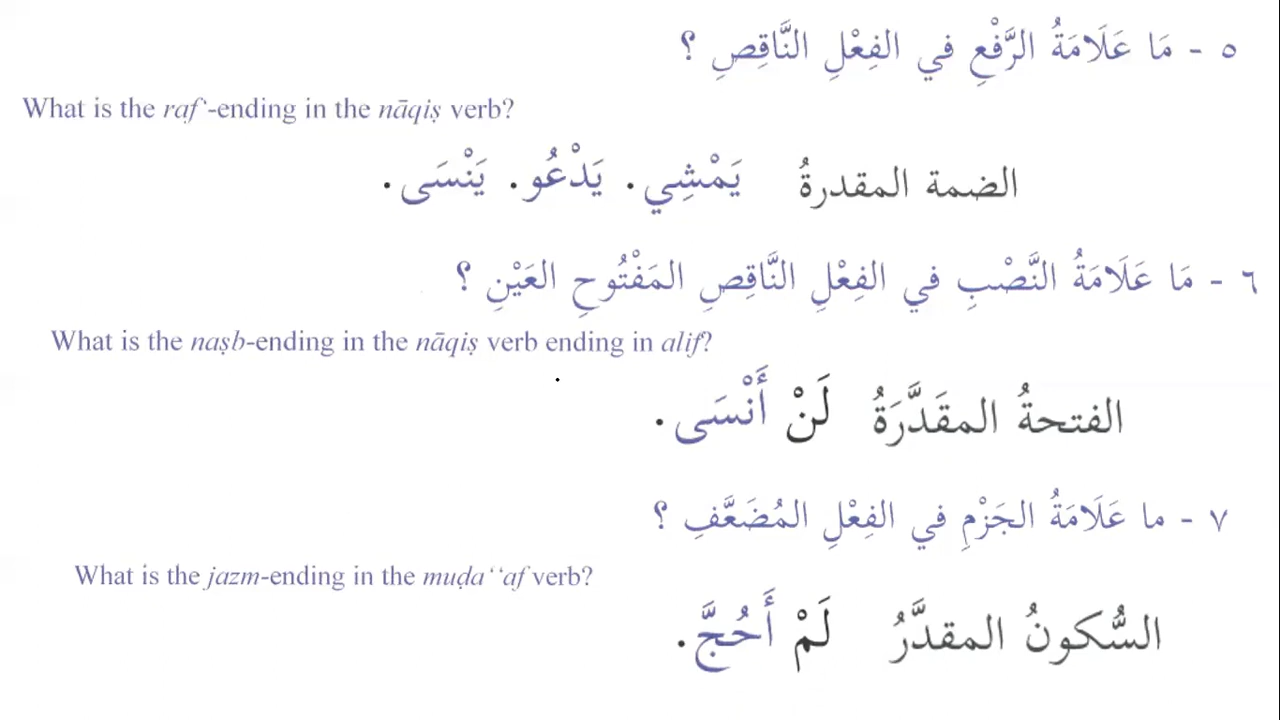 ٥ - مَا عَلَامَةُ الرَّفْعِ في الفِعْلِ النَّاقِصِ ؟
What is the raf‘-ending in the nāqiṣ verb?
الضمة المقدرةُ يَمْشِي. يَدْعُو. يَنْسَى.
٦ - مَا عَلَامَةُ النَّصْبِ في الفِعْلِ النَّاقِصِ المَفْتُوحِ العَيْنِ ؟
What is the naṣb-ending in the nāqiṣ verb ending in alif?
الفتحةُ المقَدَّرَةُ لَنْ أَنْسَى.
٧ - ما عَلَامَةُ الجَزْمِ في الفِعْلِ المُضَعَّفِ ؟
What is the jazm-ending in the muḍa‘‘af verb?
السُّكونُ المقدَّرُ لَمْ أَحُجَّ.